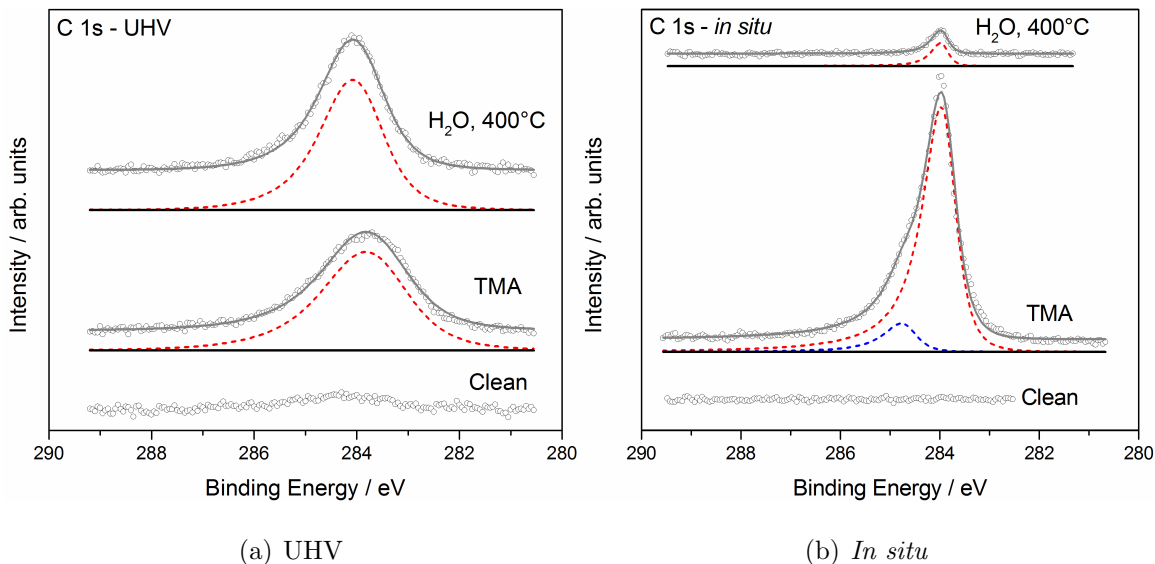 C 1s - UHV
H₂O, 400°C
TMA
Clean
Intensity / arb. units
290 288 286 284 282 280
Binding Energy / eV
(a) UHV
C 1s - in situ
H₂O, 400°C
TMA
Clean
Intensity / arb. units
290 288 286 284 282 280
Binding Energy / eV
(b) In situ